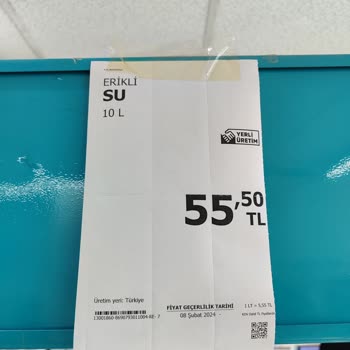 ERİKLİ
SU
10 L
YERLİ
ÜRETİM
55,50
TL
Üretim yeri: Türkiye
FİYAT GEÇERLİLİK TARİHİ
08 Şubat 2024 -
1 LT = 5,55 TL